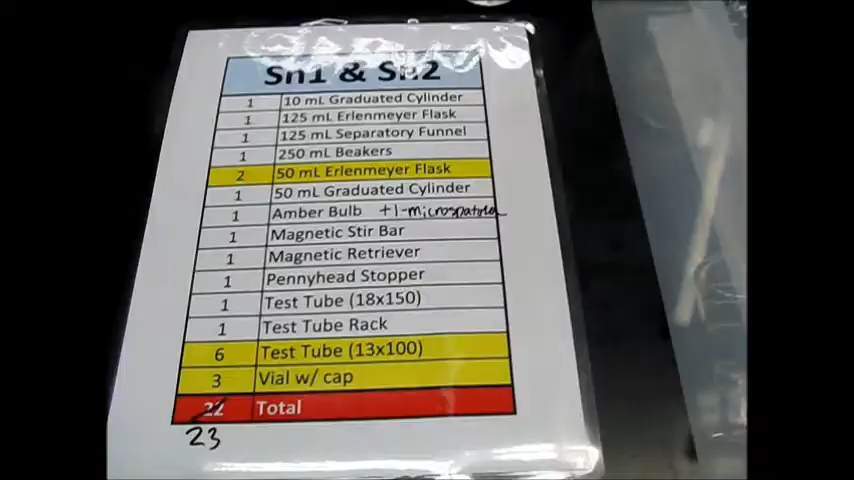 Sn1 & Sn2
1 10 mL Graduated Cylinder
1 125 mL Erlenmeyer Flask
1 125 mL Separatory Funnel
1 250 mL Beakers
2 50 mL Erlenmeyer Flask
1 50 mL Graduated Cylinder
1 Amber Bulb +1-microspatula
1 Magnetic Stir Bar
1 Magnetic Retriever
1 Pennyhead Stopper
1 Test Tube (18x150)
1 Test Tube Rack
6 Test Tube (13x100)
3 Vial w/ cap
22 Total
23